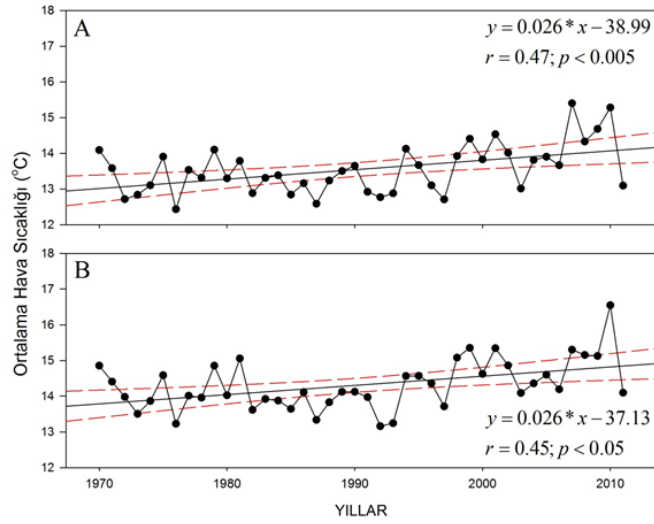 Ortalama Hava Sıcaklığı (°C)
A
y = 0.026 * x − 38.99
r = 0.47; p < 0.005
18
17
16
15
14
13
12
B
18
17
16
15
14
13
12
y = 0.026 * x − 37.13
r = 0.45; p < 0.05
1970 1980 1990 2000 2010
YILLAR